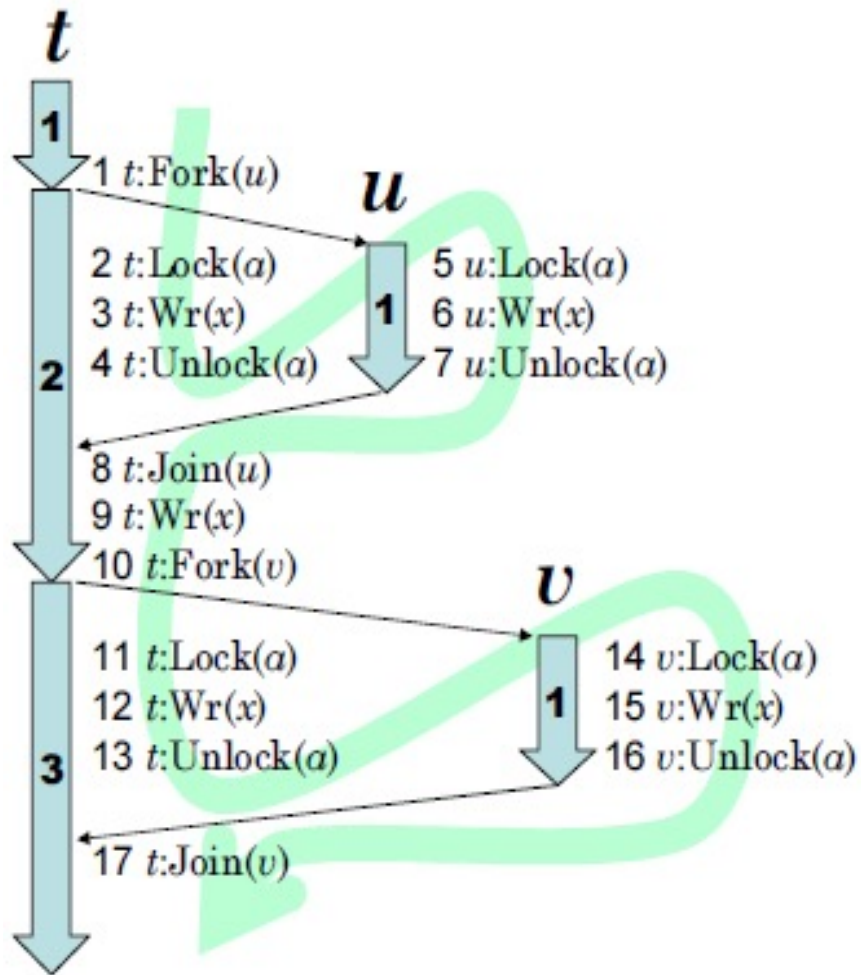 t
1
1 t:Fork(u)
u
2 t:Lock(a)
3 t:Wr(x)
4 t:Unlock(a)
2
1
5 u:Lock(a)
6 u:Wr(x)
7 u:Unlock(a)
8 t:Join(u)
9 t:Wr(x)
10 t:Fork(v)
v
11 t:Lock(a)
12 t:Wr(x)
13 t:Unlock(a)
3
1
14 v:Lock(a)
15 v:Wr(x)
16 v:Unlock(a)
17 t:Join(v)